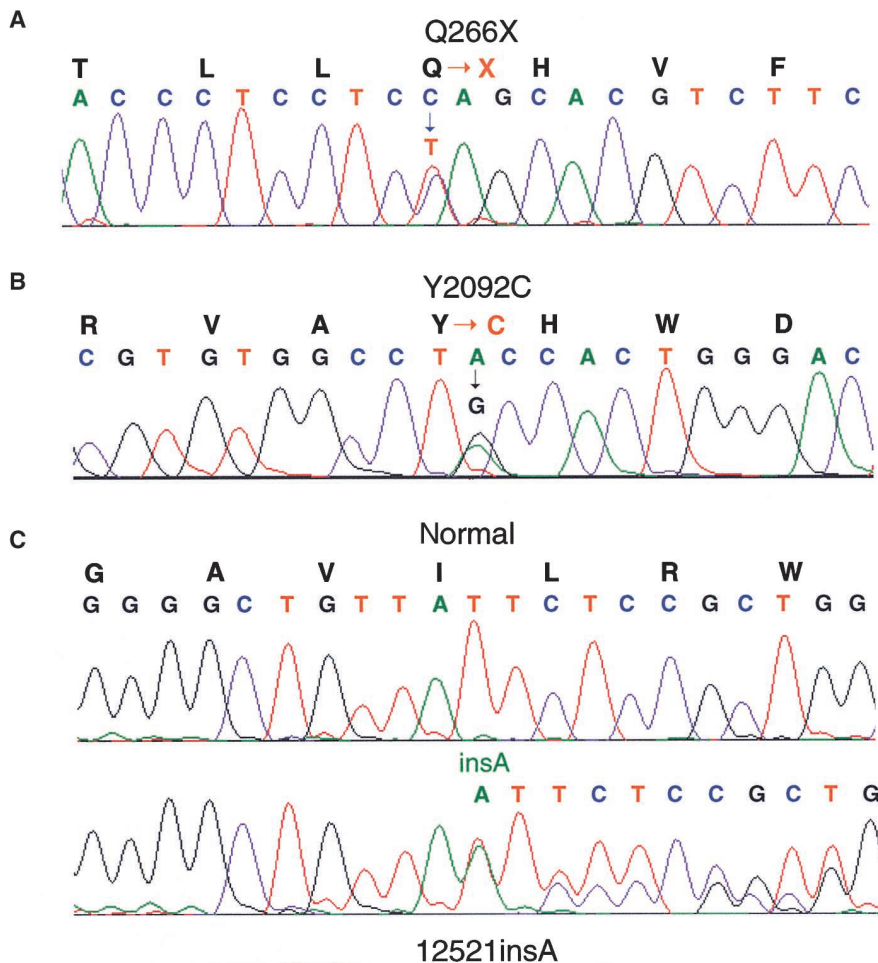 A
Q266X
T L L Q → X H V F
A C C C T C C T C C A G C A C G T C T T C
↓
T
B
Y2092C
R V A Y → C H W D
C G T G T G G C C T A C C A C T G G G A C
↓
G
C
Normal
G A V I L R W
G G G G C T G T T A T T C T C C G C T G G
insA
A T T C T C C G C T G
12521insA